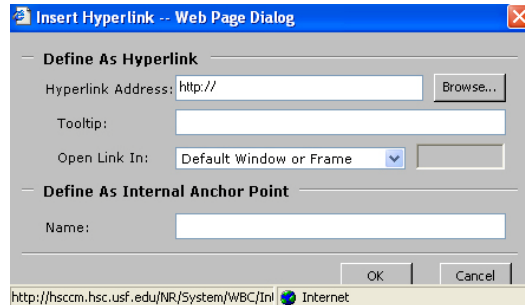 Insert Hyperlink -- Web Page Dialog
Define As Hyperlink
Hyperlink Address: http:// Browse...
Tooltip:
Open Link In: Default Window or Frame
Define As Internal Anchor Point
Name:
OK Cancel
http://hsccm.hsc.usf.edu/NR/System/WBC/Inl Internet